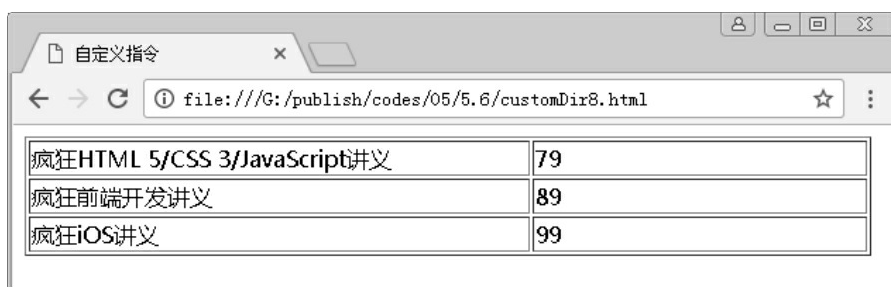 自定义指令
file:///G:/publish/codes/05/5.6/customDir8.html
疯狂HTML 5/CSS 3/JavaScript讲义 79
疯狂前端开发讲义 89
疯狂iOS讲义 99